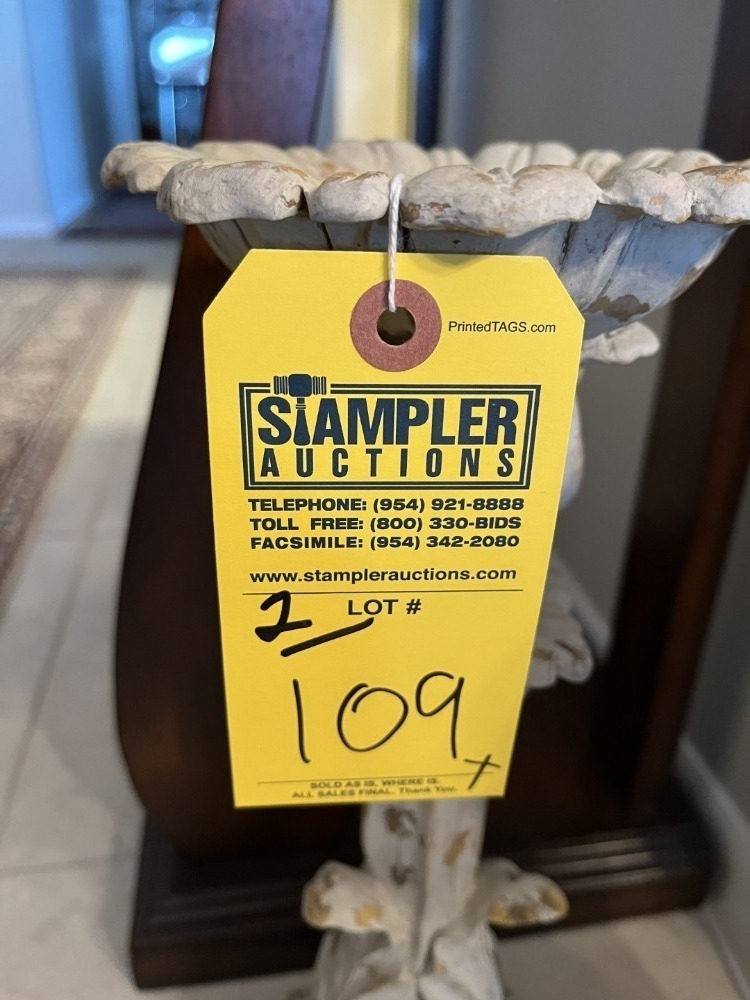 PrintedTAGS.com
STAMPLER
AUCTIONS
TELEPHONE: (954) 921-8888
TOLL FREE: (800) 330-BIDS
FACSIMILE: (954) 342-2080
www.stamplerauctions.com
2 LOT #
109 x
SOLD AS IS, WHERE IS.
ALL SALES FINAL. Thank You.